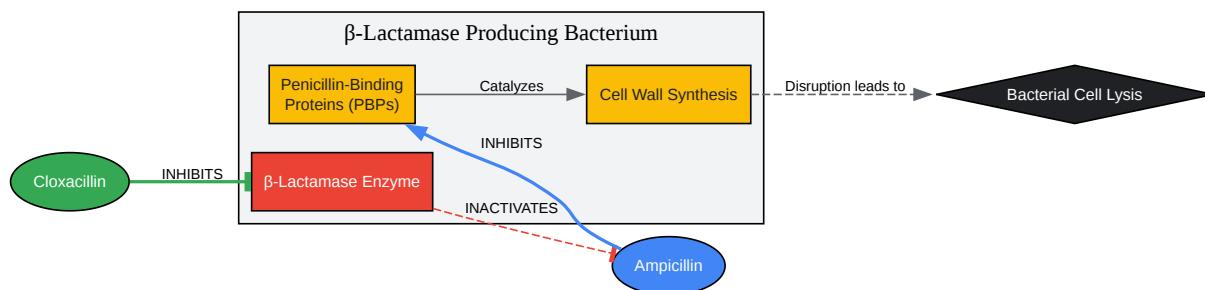 β-Lactamase Producing Bacterium
Penicillin-Binding
Proteins (PBPs)
Catalyzes
Cell Wall Synthesis
Disruption leads to
Bacterial Cell Lysis
INHIBITS
Cloxacillin
INHIBITS
β-Lactamase Enzyme
INACTIVATES
Ampicillin